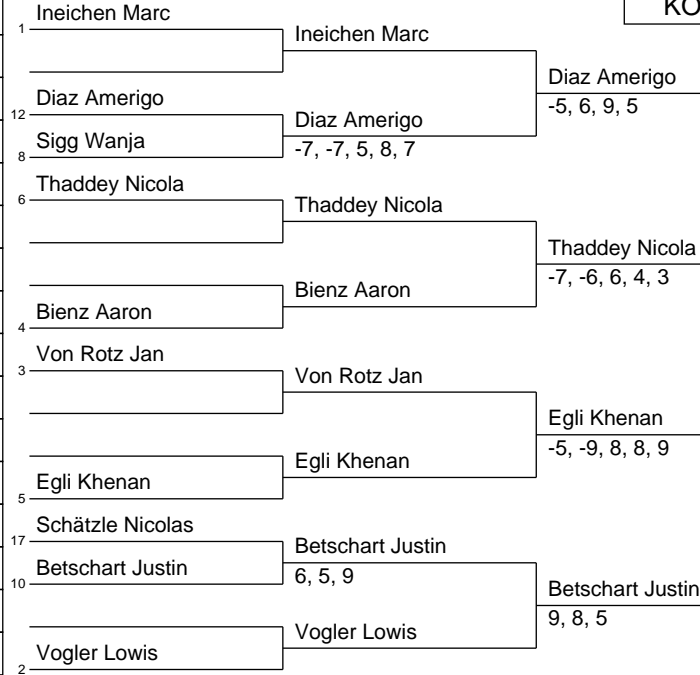 KO
Ineichen Marc
1
Ineichen Marc
Diaz Amerigo
-5, 6, 9, 5
Diaz Amerigo
12
Diaz Amerigo
-7, -7, 5, 8, 7
Sigg Wanja
8
Thaddey Nicola
6
Thaddey Nicola
Thaddey Nicola
-7, -6, 6, 4, 3
Bienz Aaron
Bienz Aaron
4
Von Rotz Jan
3
Von Rotz Jan
Egli Khenan
-5, -9, 8, 8, 9
Egli Khenan
Egli Khenan
5
Schätzle Nicolas
17
Betschart Justin
6, 5, 9
Betschart Justin
10
Betschart Justin
9, 8, 5
Vogler Lowis
Vogler Lowis
2